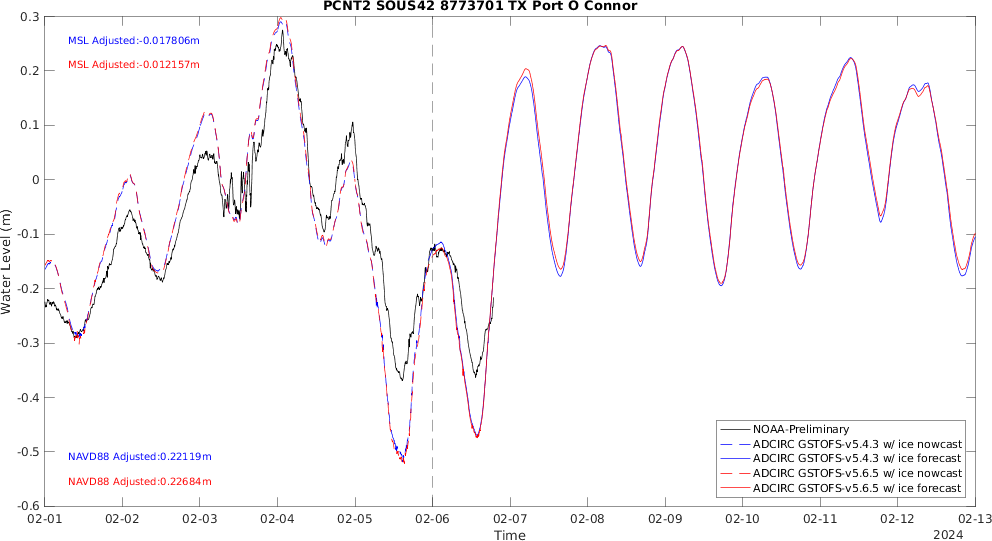 PCNT2 SOUS42 8773701 TX Port O Connor
MSL Adjusted:-0.017806m
MSL Adjusted:-0.012157m
NAVD88 Adjusted:0.22119m
NAVD88 Adjusted:0.22684m
Water Level (m)
0.3
0.2
0.1
0
-0.1
-0.2
-0.3
-0.4
-0.5
-0.6
NOAA-Preliminary
ADCIRC GSTOFS-v5.4.3 w/ ice nowcast
ADCIRC GSTOFS-v5.4.3 w/ ice forecast
ADCIRC GSTOFS-v5.6.5 w/ ice nowcast
ADCIRC GSTOFS-v5.6.5 w/ ice forecast
02-01 02-02 02-03 02-04 02-05 02-06 02-07 02-08 02-09 02-10 02-11 02-12 02-13
Time
2024